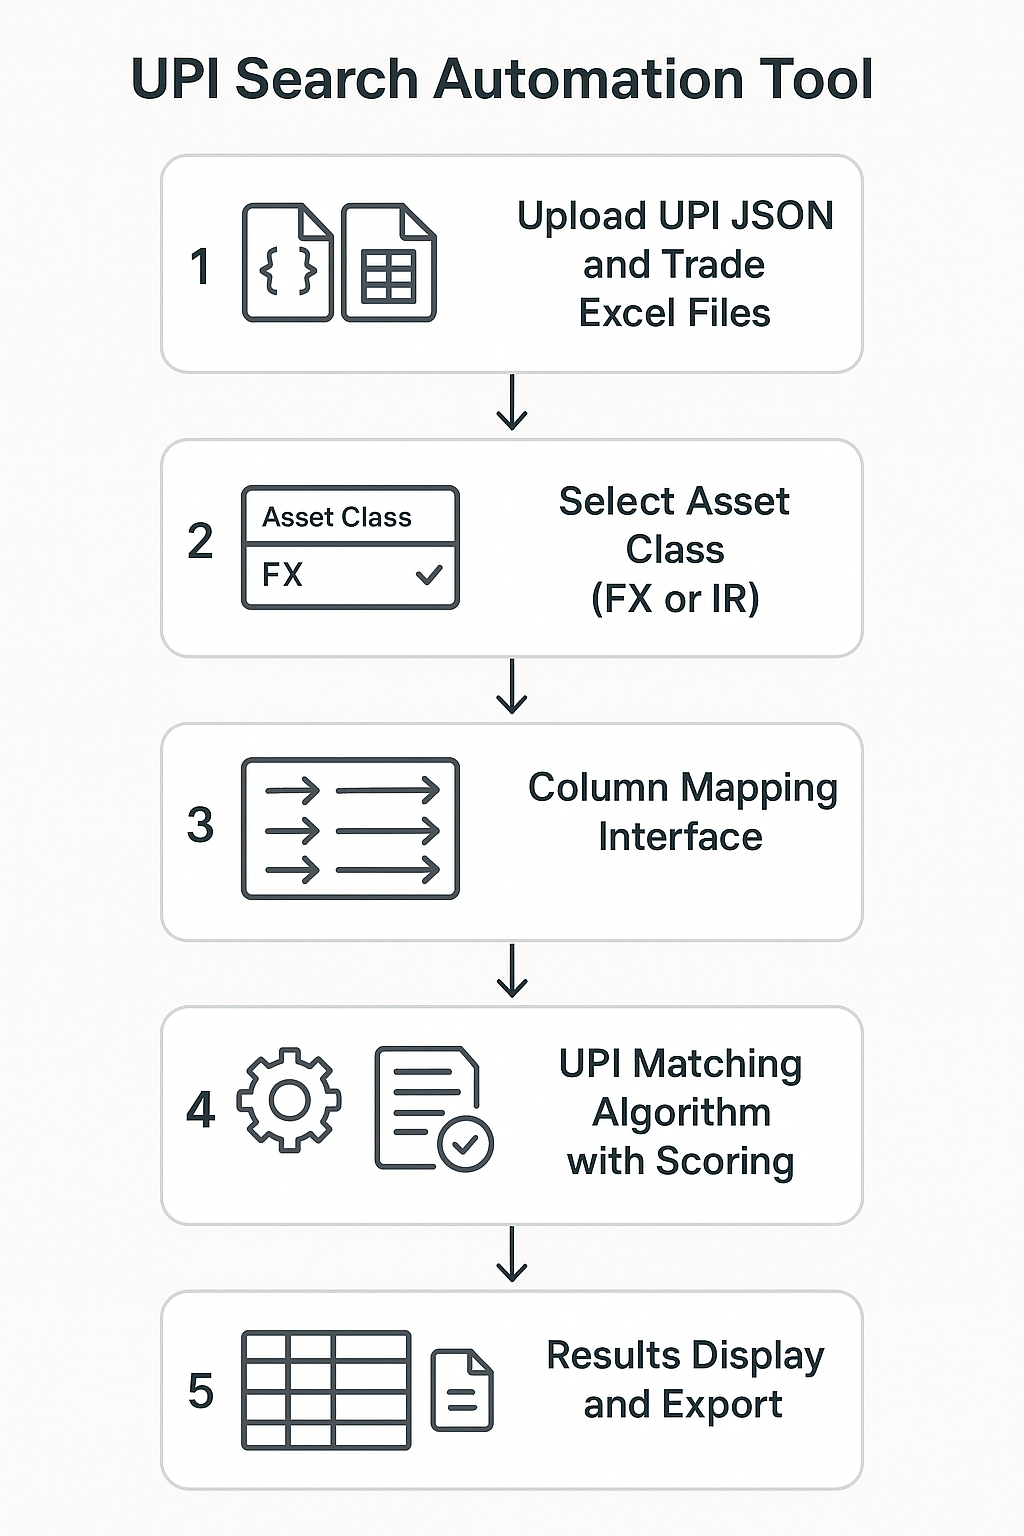 UPI Search Automation Tool
1
{ }
Upload UPI JSON
and Trade
Excel Files
2
Asset Class
FX
Select Asset
Class
(FX or IR)
3
Column Mapping
Interface
4
UPI Matching
Algorithm
with Scoring
5
Results Display
and Export